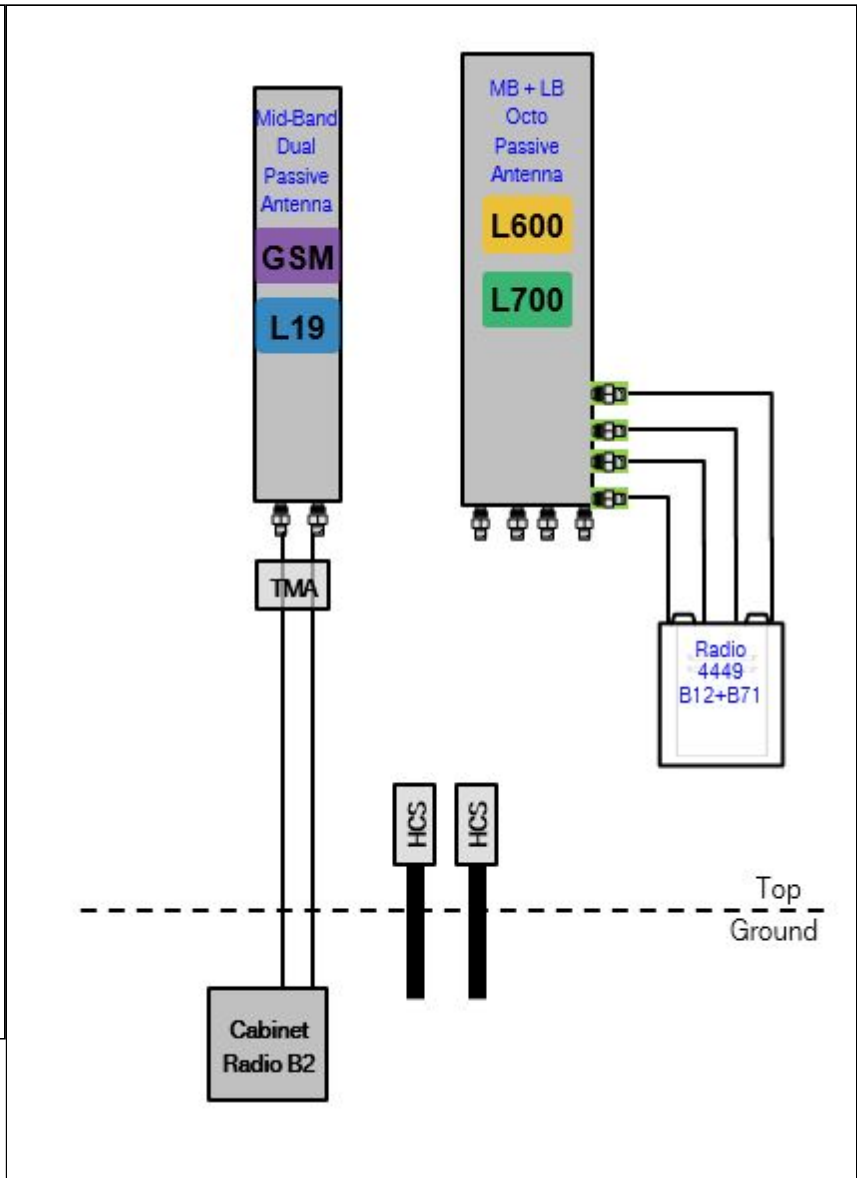 Mid-Band
Dual
Passive
Antenna
GSM
L19
MB + LB
Octo
Passive
Antenna
L600
L700
TMA
Radio
4449
B12+B71
HCS
HCS
Top
Ground
Cabinet
Radio B2